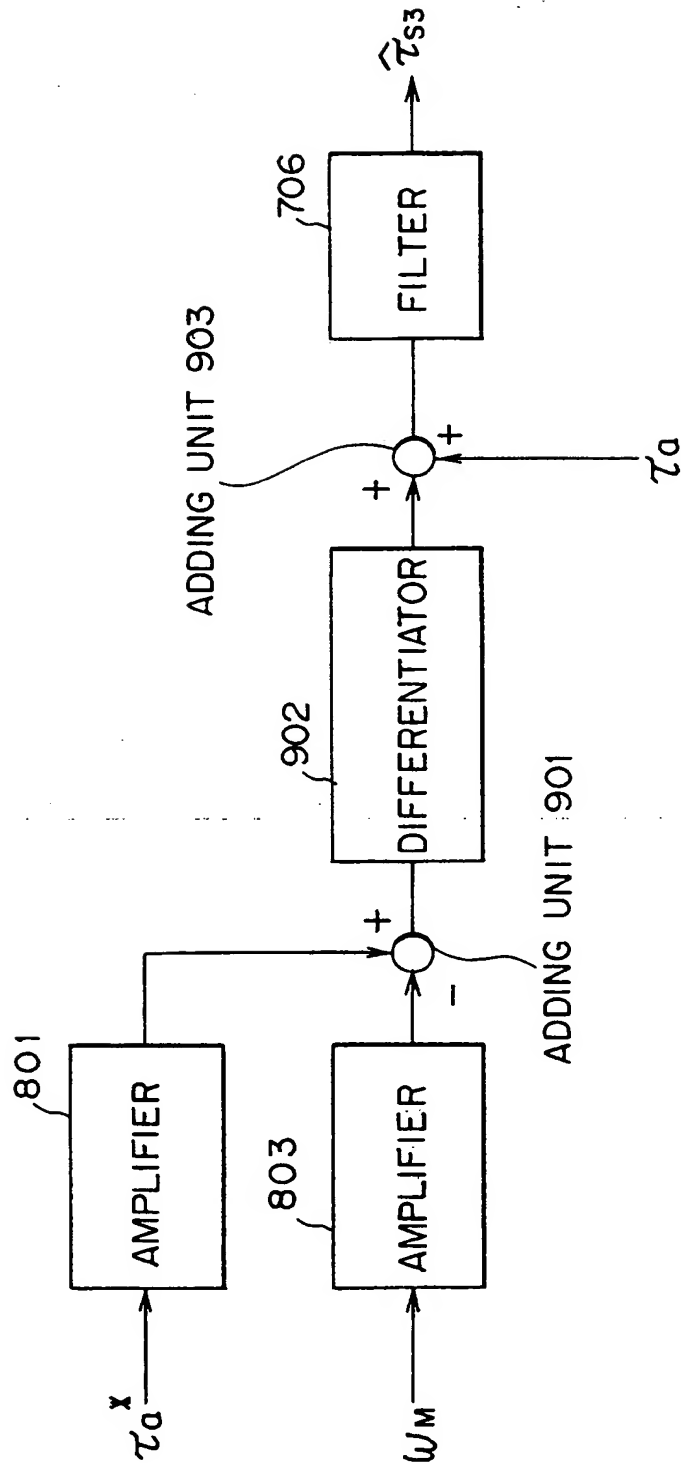 τa*
801
AMPLIFIER
ωM
803
AMPLIFIER
+
-
ADDING UNIT 901
902
DIFFERENTIATOR
+
+
ADDING UNIT 903
τa
706
FILTER
τ̂S3